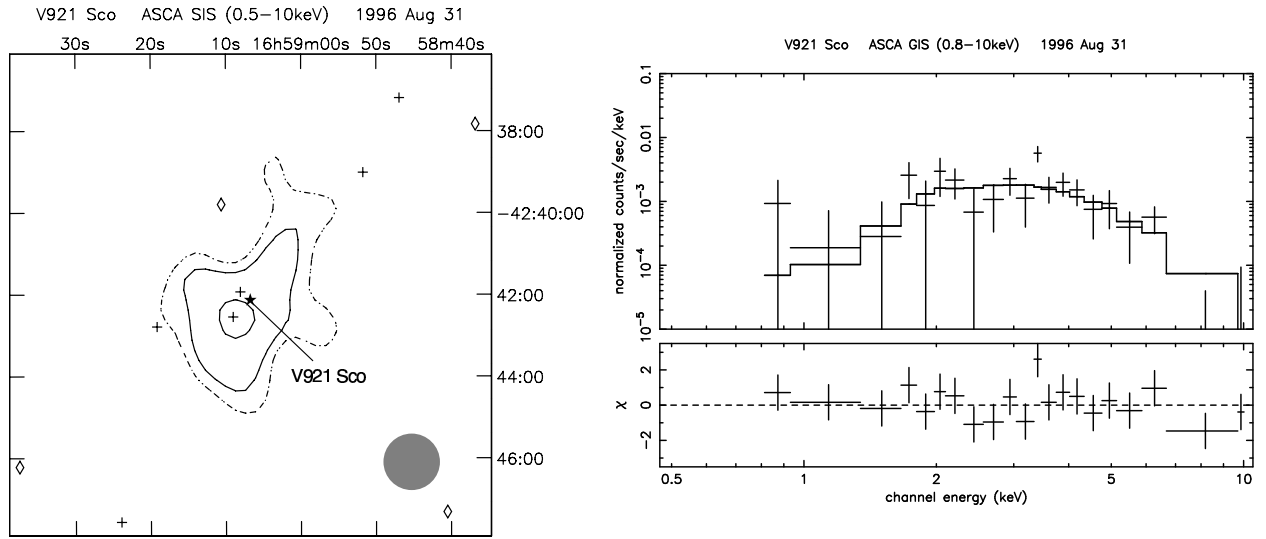 V921 Sco ASCA SIS (0.5−10keV) 1996 Aug 31
30s 20s 10s 16h59m00s 50s 58m40s
38:00
−42:40:00
42:00
44:00
46:00
V921 Sco
V921 Sco ASCA GIS (0.8−10keV) 1996 Aug 31
normalized counts/sec/keV
0.1
0.01
10−3
10−4
10−5
χ
2
0
−2
0.5 1 2 5 10
channel energy (keV)